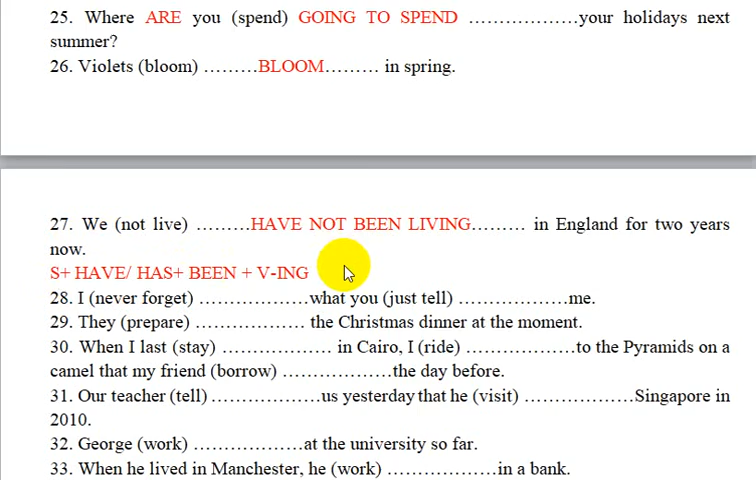 25. Where ARE you (spend) GOING TO SPEND ………………your holidays next
summer?
26. Violets (bloom) ………BLOOM……… in spring.
27. We (not live) ………HAVE NOT BEEN LIVING……… in England for two years
now.
S+ HAVE/ HAS+ BEEN + V-ING
28. I (never forget) ………………what you (just tell) ………………me.
29. They (prepare) ……………… the Christmas dinner at the moment.
30. When I last (stay) ……………… in Cairo, I (ride) ………………to the Pyramids on a
camel that my friend (borrow) ………………the day before.
31. Our teacher (tell) ………………us yesterday that he (visit) ………………Singapore in
2010.
32. George (work) ………………at the university so far.
33. When he lived in Manchester, he (work) ………………in a bank.